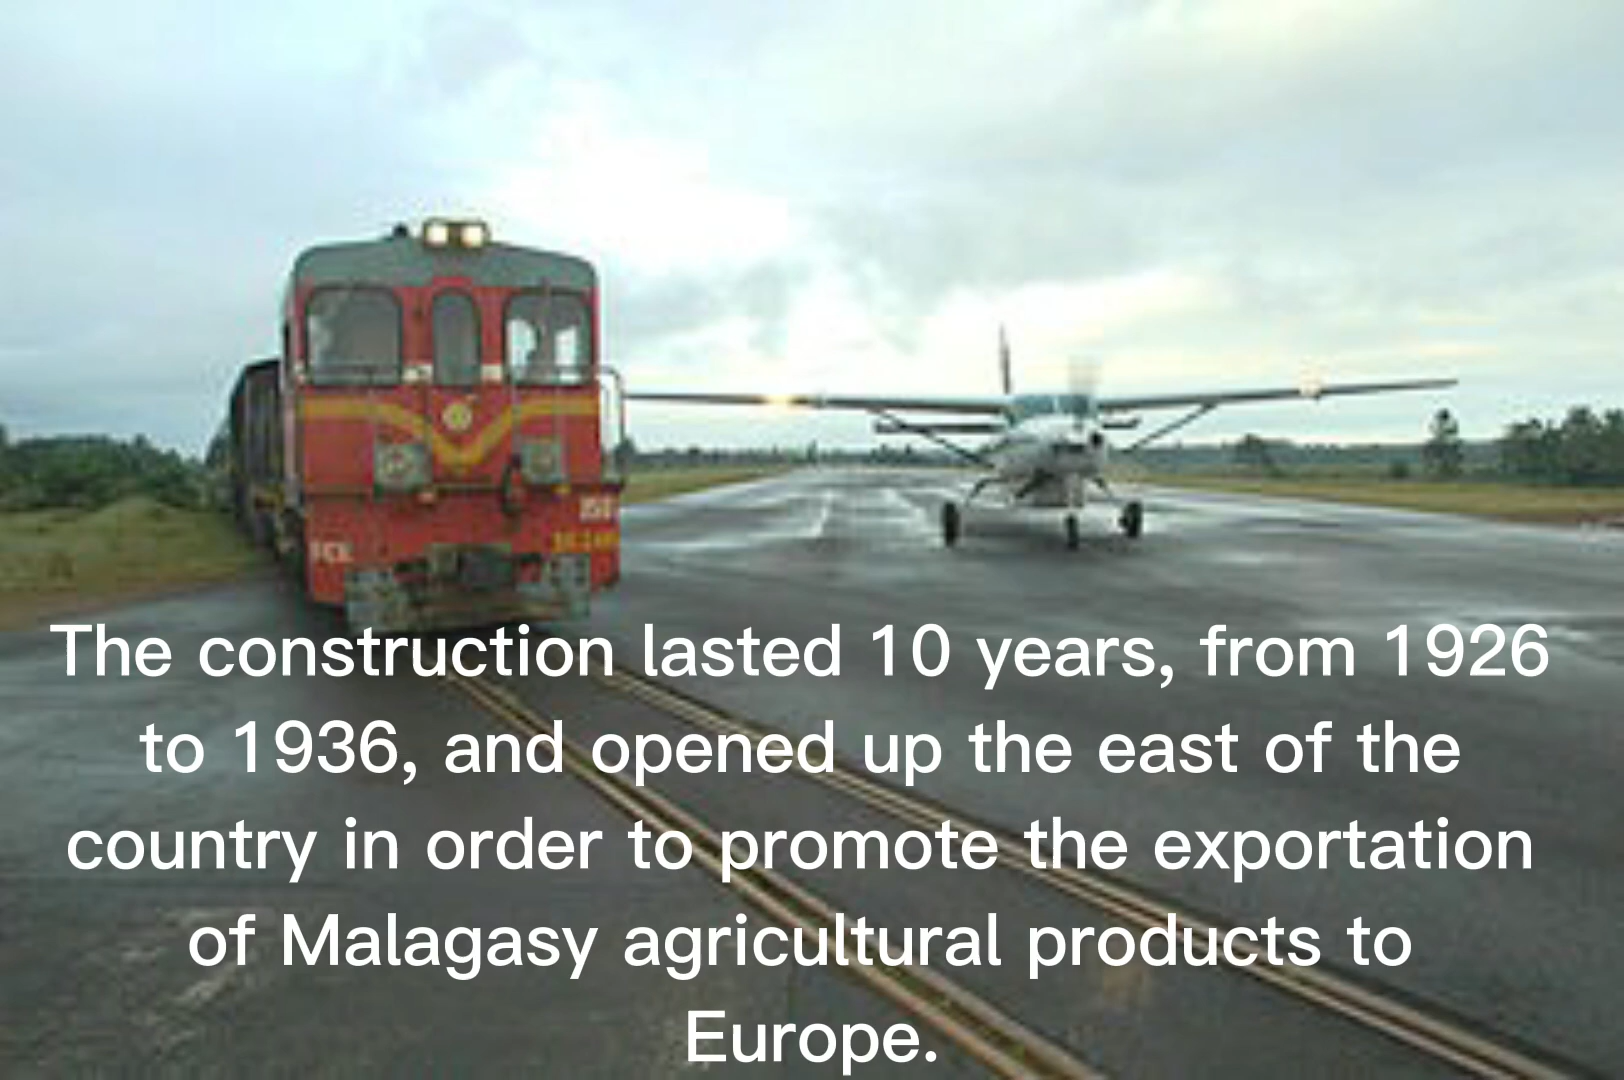 The construction lasted 10 years, from 1926
to 1936, and opened up the east of the
country in order to promote the exportation
of Malagasy agricultural products to
Europe.